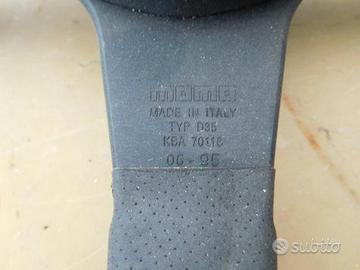 momo
MADE IN ITALY
TYP D35
KBA 70116
06-95
subito